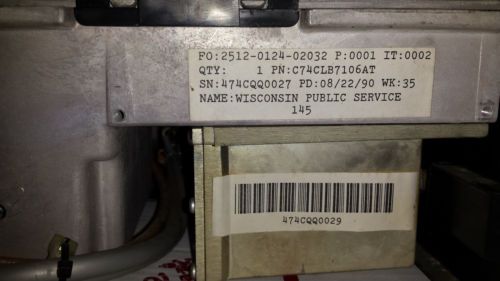 FO:2512-0124-02032 P:0001 IT:0002
QTY: 1 PN:C74CLB7106AT
SN:474CQQ0027 PD:08/22/90 WK:35
NAME:WISCONSIN PUBLIC SERVICE
145
474CQQ0029